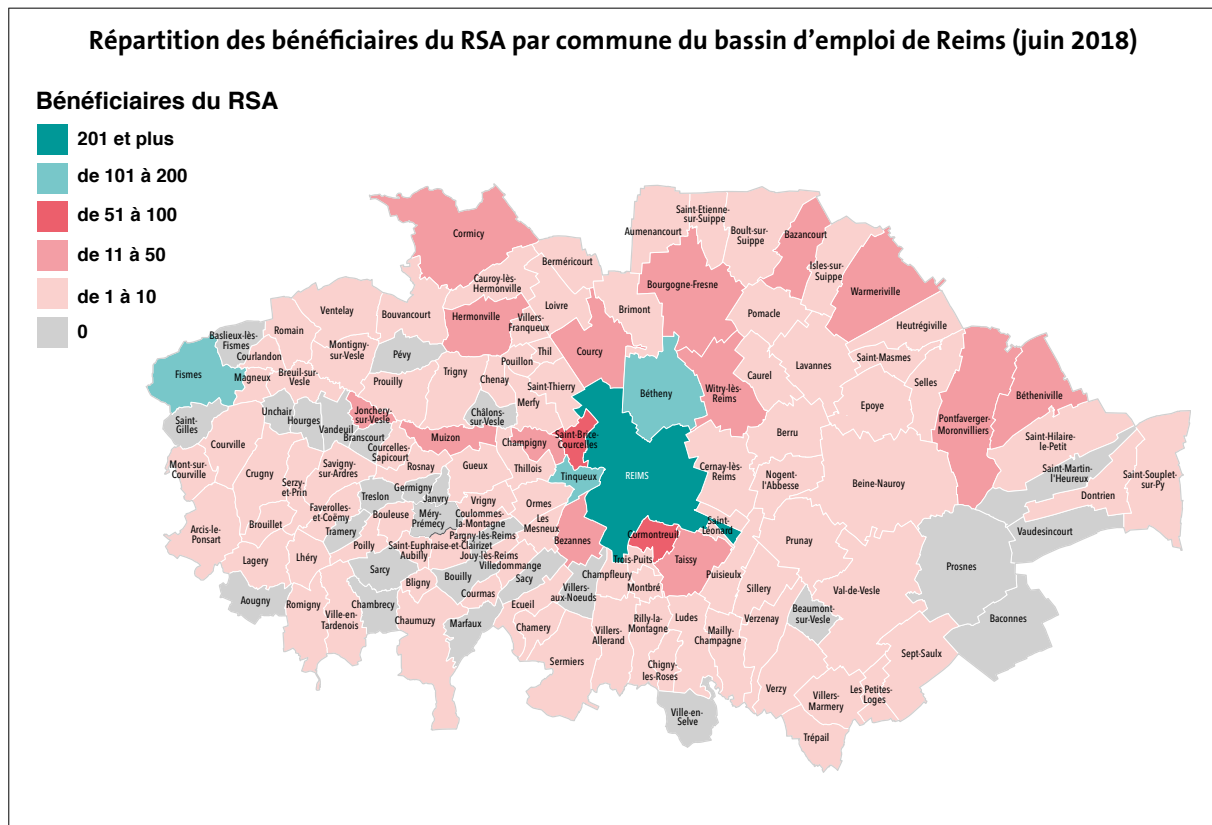 Répartition des bénéficiaires du RSA par commune du bassin d'emploi de Reims (juin 2018)
Bénéficiaires du RSA
201 et plus
de 101 à 200
de 51 à 100
de 11 à 50
de 1 à 10
0
Cormicy
Saint-Etienne-
sur-Suippe
Aumenancourt
Boult-sur-
Suippe
Bazancourt
Isles-sur-
Suippe
Warmeriville
Berméricourt
Cauroy-lès-
Hermonville
Bourgogne-Fresne
Loivre
Brimont
Pomacle
Heutrégiville
Ventelay
Bouvancourt
Hermonville
Villers-
Franqueux
Baslieux-lès-
Fismes
Romain
Courlandon
Montigny-
sur-Vesle
Pévy
Pouillon
Thil
Courcy
Saint-Masmes
Lavannes
Selles
Fismes
Magneux
Breuil-sur-
Vesle
Prouilly
Trigny
Chenay
Saint-Thierry
Merfy
Bétheny
Witry-lès-
Reims
Caurel
Epoye
Bétheniville
Pontfaverger-
Moronvilliers
Saint-
Gilles
Unchair
Hourges
Vandeuil
Jonchery-
sur-Vesle
Branscourt
Châlons-
sur-Vesle
Courville
Courcelles-
Sapicourt
Muizon
Champigny
Saint-Brice-
Courcelles
Berru
Saint-Hilaire-
le-Petit
Mont-sur-
Courville
Crugny
Savigny-
sur-Ardres
Rosnay
Gueux
Thillois
Tinqueux
REIMS
Cernay-lès-
Reims
Nogent-
l'Abbesse
Beine-Nauroy
Saint-Martin-
l'Heureux
Saint-Souplet-
sur-Py
Dontrien
Serzy-
et-Prin
Treslon
Germigny
Janvry
Vrigny
Ormes
Arcis-le-
Ponsart
Brouillet
Faverolles-
et-Coëmy
Bouleuse
Méry-
Prémecy
Coulommes-
la-Montagne
Les
Mesneux
Tramery
Pargny-lès-Reims
Bezannes
Cormontreuil
Saint-
Léonard
Vaudesincourt
Lagery
Lhéry
Poilly
Saint-Euphraise-et-Clairizet
Aubilly
Jouy-lès-Reims
Villedommange
Trois-Puits
Taissy
Prunay
Prosnes
Sarcy
Bligny
Bouilly
Sacy
Champfleury
Puisieulx
Aougny
Romigny
Ville-en-
Tardenois
Chambrecy
Chaumuzy
Courmas
Ecueil
Villers-
aux-Noeuds
Montbré
Sillery
Val-de-Vesle
Marfaux
Chamery
Villers-
Allerand
Rilly-la-
Montagne
Ludes
Mailly-
Champagne
Verzenay
Beaumont-
sur-Vesle
Baconnes
Sermiers
Chigny-
les-Roses
Verzy
Villers-
Marmery
Les Petites-
Loges
Sept-Saulx
Ville-en-
Selve
Trépail